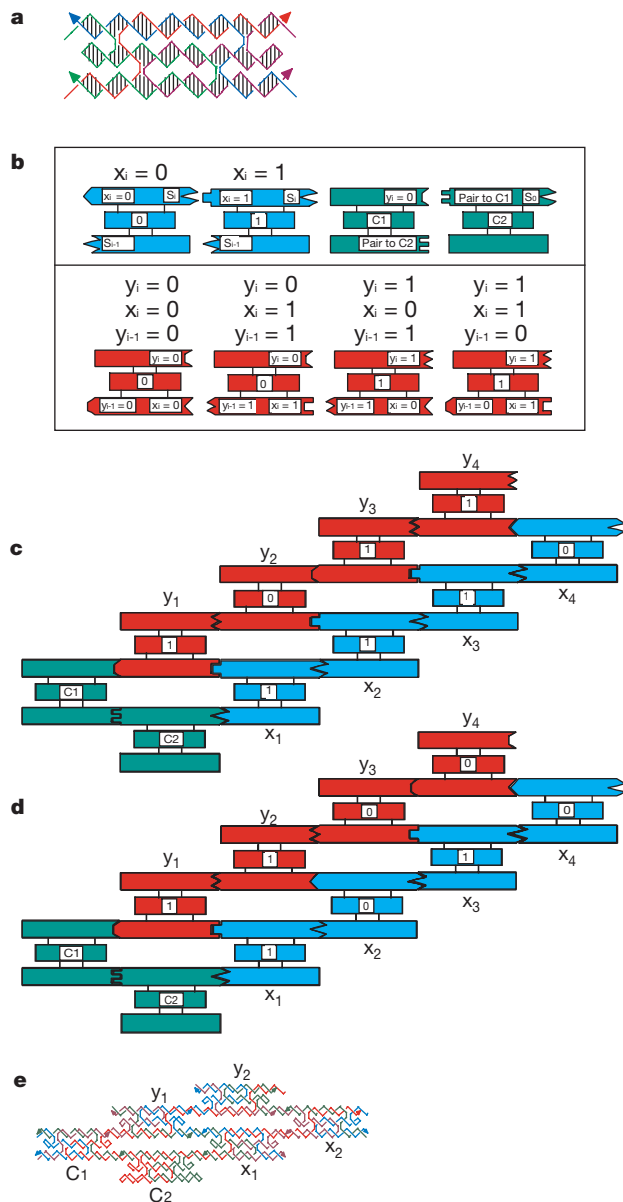 a
b
xi = 0 xi = 1
xi = 0 Si xi = 1 Si yi = 0 Pair to C1 S0
0 1 C1 C2
Si-1 Si-1 Pair to C2
yi = 0 yi = 0 yi = 1 yi = 1
xi = 0 xi = 1 xi = 0 xi = 1
yi-1 = 0 yi-1 = 1 yi-1 = 1 yi-1 = 0
yi = 0 yi = 0 yi = 1 yi = 1
0 0 1 1
yi-1 = 0 xi = 0 yi-1 = 1 xi = 1 yi-1 = 1 xi = 0 yi-1 = 0 xi = 1
y4
c
1
y3
1 0
y2 x4
0 1
y1 x3
1 1
x2
C1 1
x1
C2
y4
0
d
y3
0 0
y2 x4
1 1
y1 x3
1 0
x2
C1 1
x1
C2
e
y2
y1
x2
C1 x1
C2